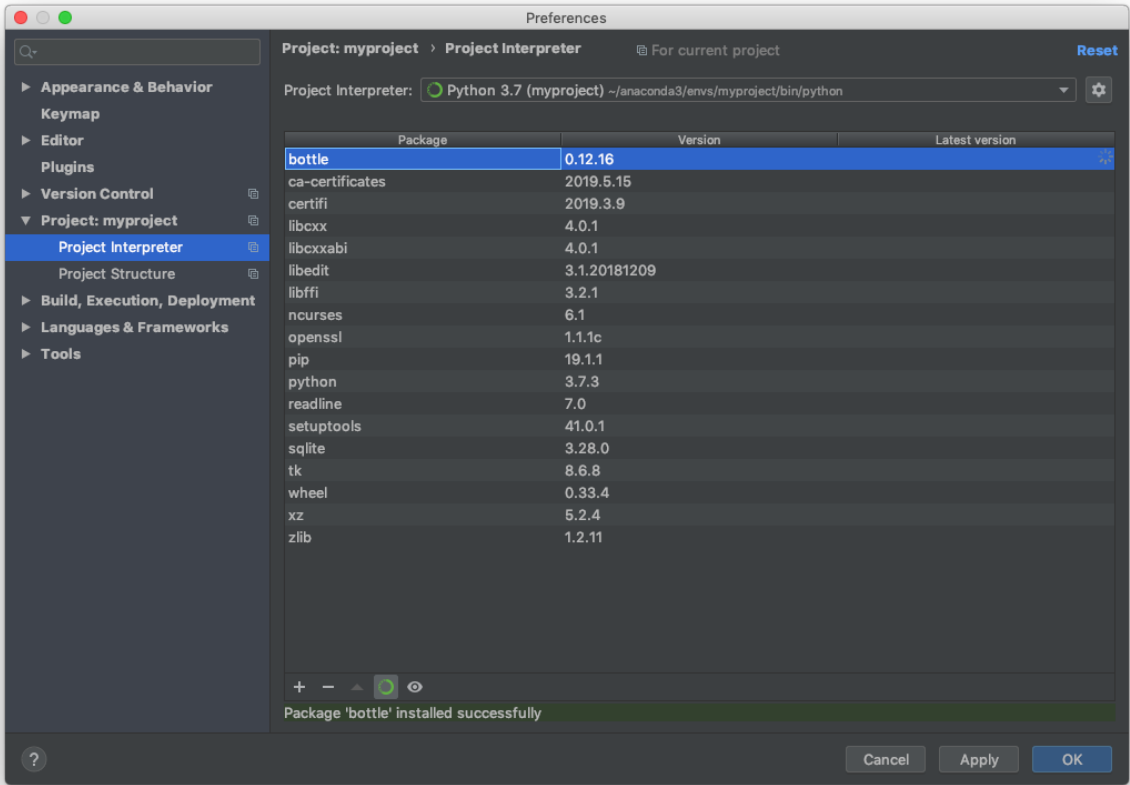 Preferences
Project: myproject › Project Interpreter For current project Reset
Appearance & Behavior
Keymap
Editor
Plugins
Version Control
Project: myproject
Project Interpreter
Project Structure
Build, Execution, Deployment
Languages & Frameworks
Tools
Project Interpreter: Python 3.7 (myproject) ~/anaconda3/envs/myproject/bin/python
Package Version Latest version
bottle 0.12.16
ca-certificates 2019.5.15
certifi 2019.3.9
libcxx 4.0.1
libcxxabi 4.0.1
libedit 3.1.20181209
libffi 3.2.1
ncurses 6.1
openssl 1.1.1c
pip 19.1.1
python 3.7.3
readline 7.0
setuptools 41.0.1
sqlite 3.28.0
tk 8.6.8
wheel 0.33.4
xz 5.2.4
zlib 1.2.11
Package 'bottle' installed successfully
? Cancel Apply OK